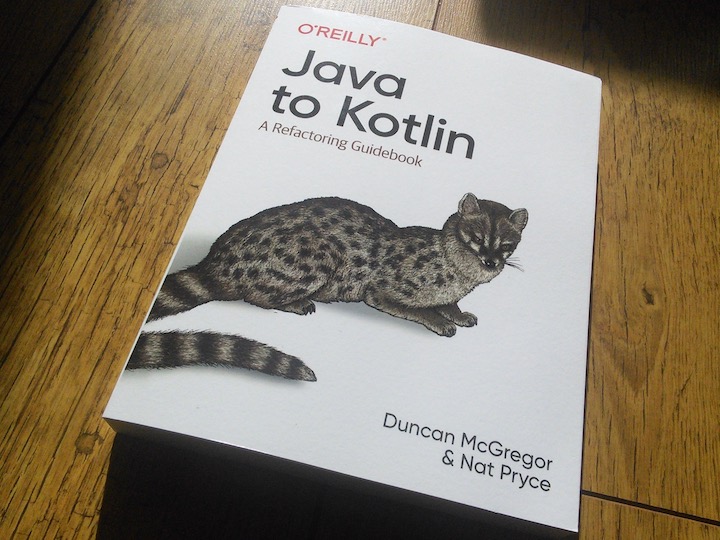 O'REILLY®
Java
to Kotlin
A Refactoring Guidebook
Duncan McGregor
& Nat Pryce